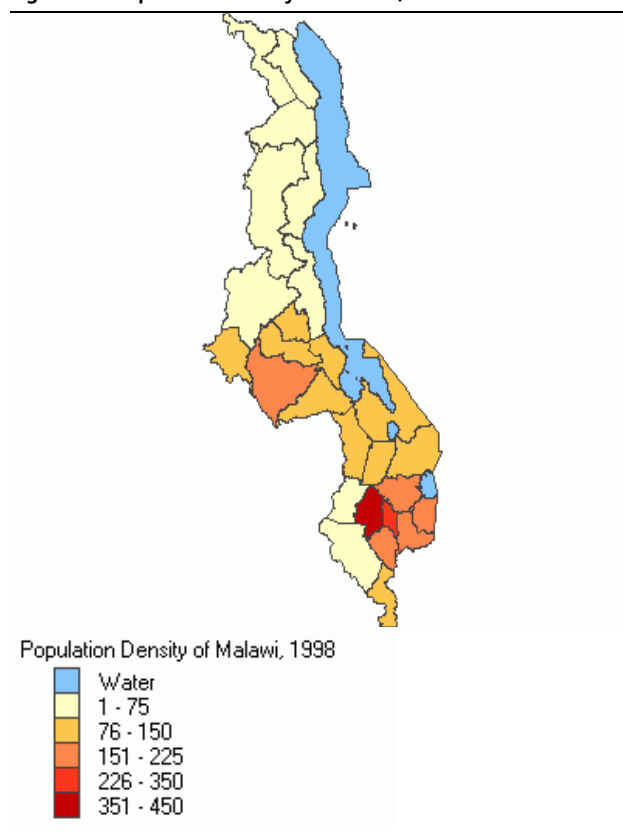 Population Density of Malawi, 1998
Water
1 - 75
76 - 150
151 - 225
226 - 350
351 - 450